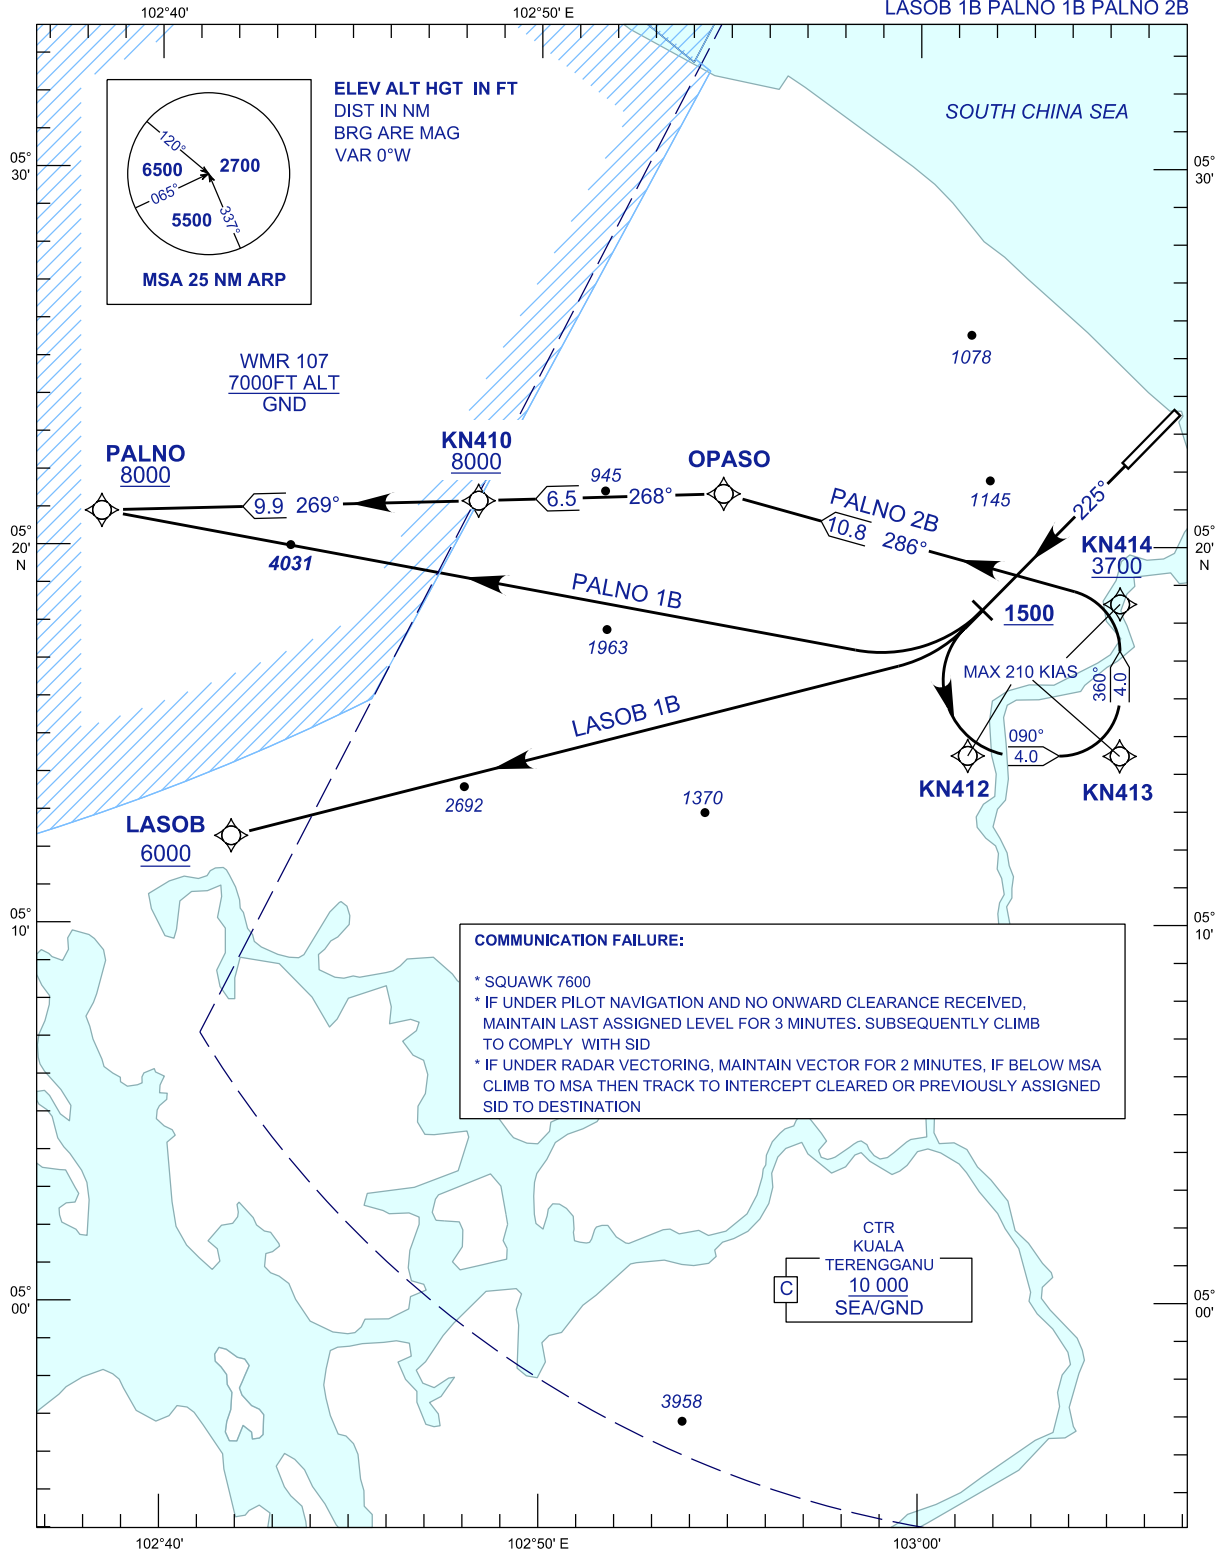 LASOB 1B PALNO 1B PALNO 2B
102°40'
102°50' E
ELEV ALT HGT IN FT
DIST IN NM
BRG ARE MAG
VAR 0°W
SOUTH CHINA SEA
120°
6500
2700
065°
5500
337°
MSA 25 NM ARP
05°
30'
05°
30'
WMR 107
7000FT ALT
GND
1078
PALNO
8000
KN410
8000
OPASO
945
9.9 269°
6.5 268°
PALNO 2B
10.8 286°
1145
225°
KN414
3700
05°
20'
N
05°
20'
N
4031
PALNO 1B
1500
1963
MAX 210 KIAS
360°
4.0
LASOB 1B
090°
4.0
KN412
KN413
2692
1370
LASOB
6000
05°
10'
05°
10'
COMMUNICATION FAILURE:
* SQUAWK 7600
* IF UNDER PILOT NAVIGATION AND NO ONWARD CLEARANCE RECEIVED,
MAINTAIN LAST ASSIGNED LEVEL FOR 3 MINUTES. SUBSEQUENTLY CLIMB
TO COMPLY WITH SID
* IF UNDER RADAR VECTORING, MAINTAIN VECTOR FOR 2 MINUTES, IF BELOW MSA
CLIMB TO MSA THEN TRACK TO INTERCEPT CLEARED OR PREVIOUSLY ASSIGNED
SID TO DESTINATION
CTR
KUALA
TERENGGANU
C
10 000
SEA/GND
05°
00'
05°
00'
3958
102°40'
102°50' E
103°00'